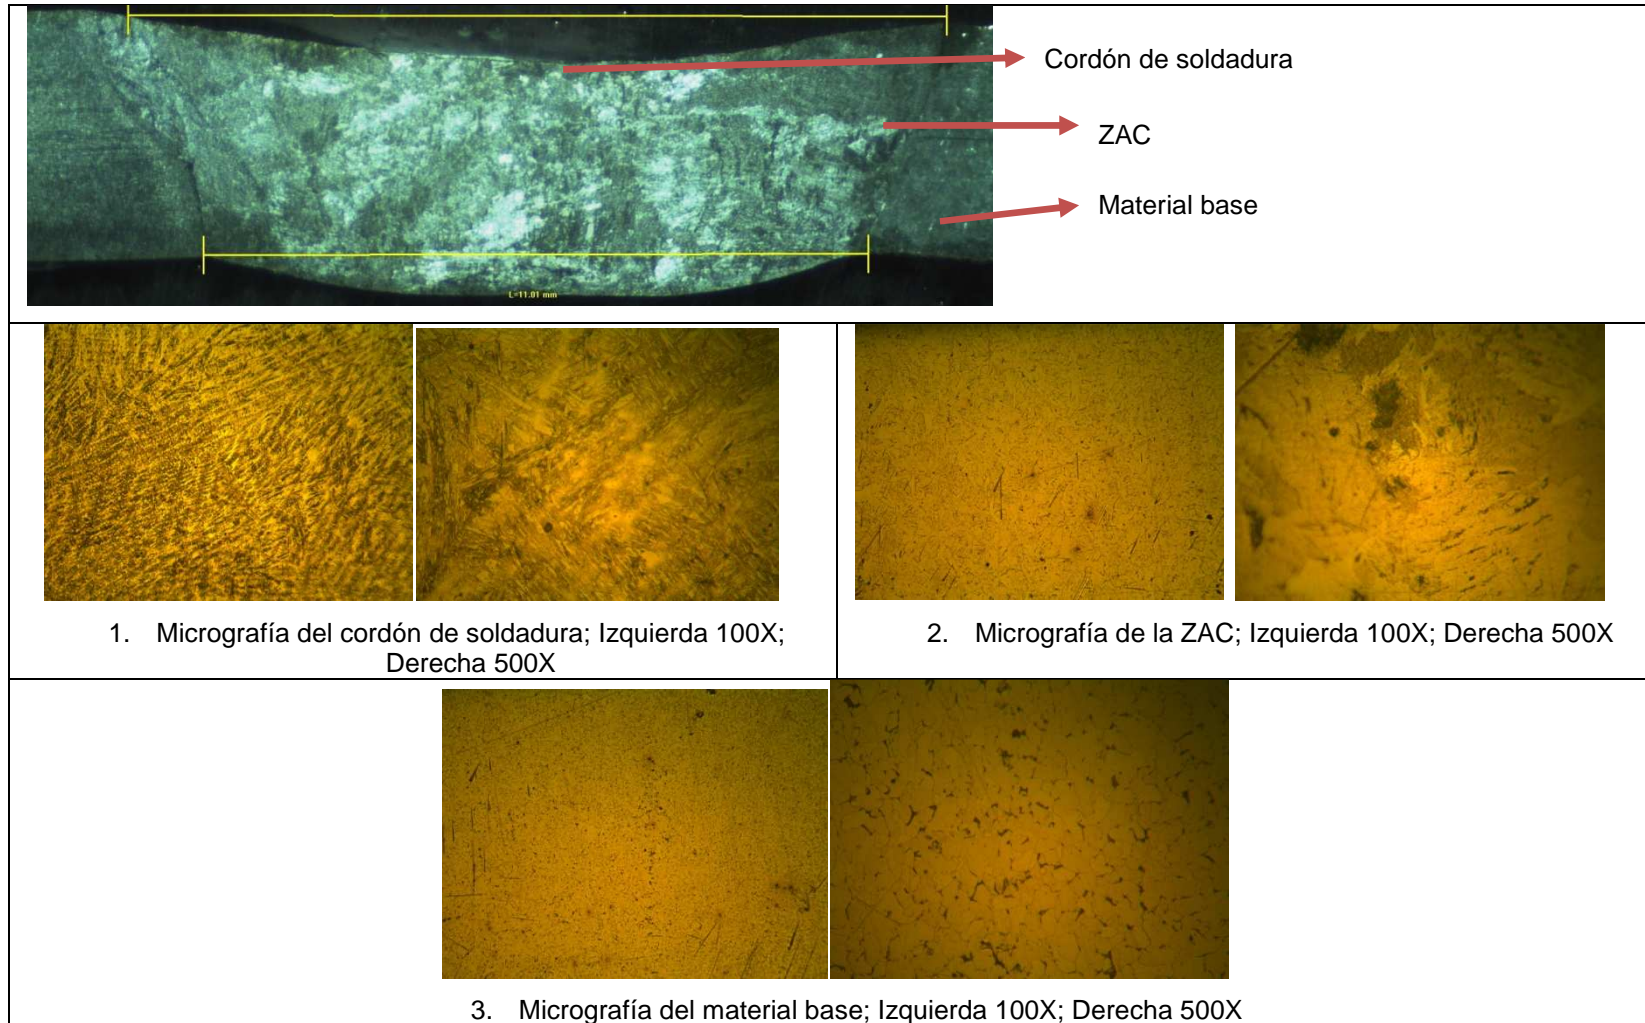 Cordón de soldadura
ZAC
Material base
L=11.01 mm
1. Micrografía del cordón de soldadura; Izquierda 100X;
Derecha 500X
2. Micrografía de la ZAC; Izquierda 100X; Derecha 500X
3. Micrografía del material base; Izquierda 100X; Derecha 500X